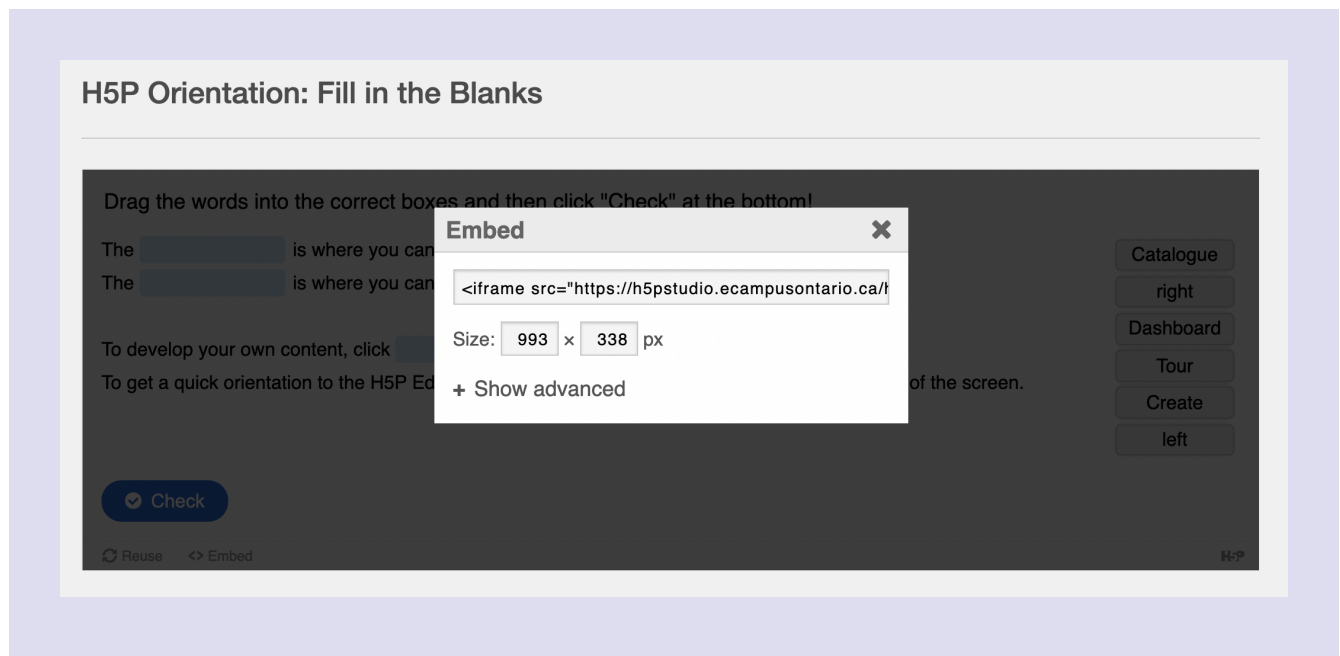 H5P Orientation: Fill in the Blanks
Drag the words into the correct boxes and then click "Check" at the bottom!
Embed
The is where you can
Catalogue
<iframe src="https://h5pstudio.ecampusontario.ca/h
The is where you can
right
Size: 993 × 338 px
Dashboard
To develop your own content, click
Tour
To get a quick orientation to the H5P Ed of the screen.
+ Show advanced
Create
left
Check
Reuse <> Embed
H5P